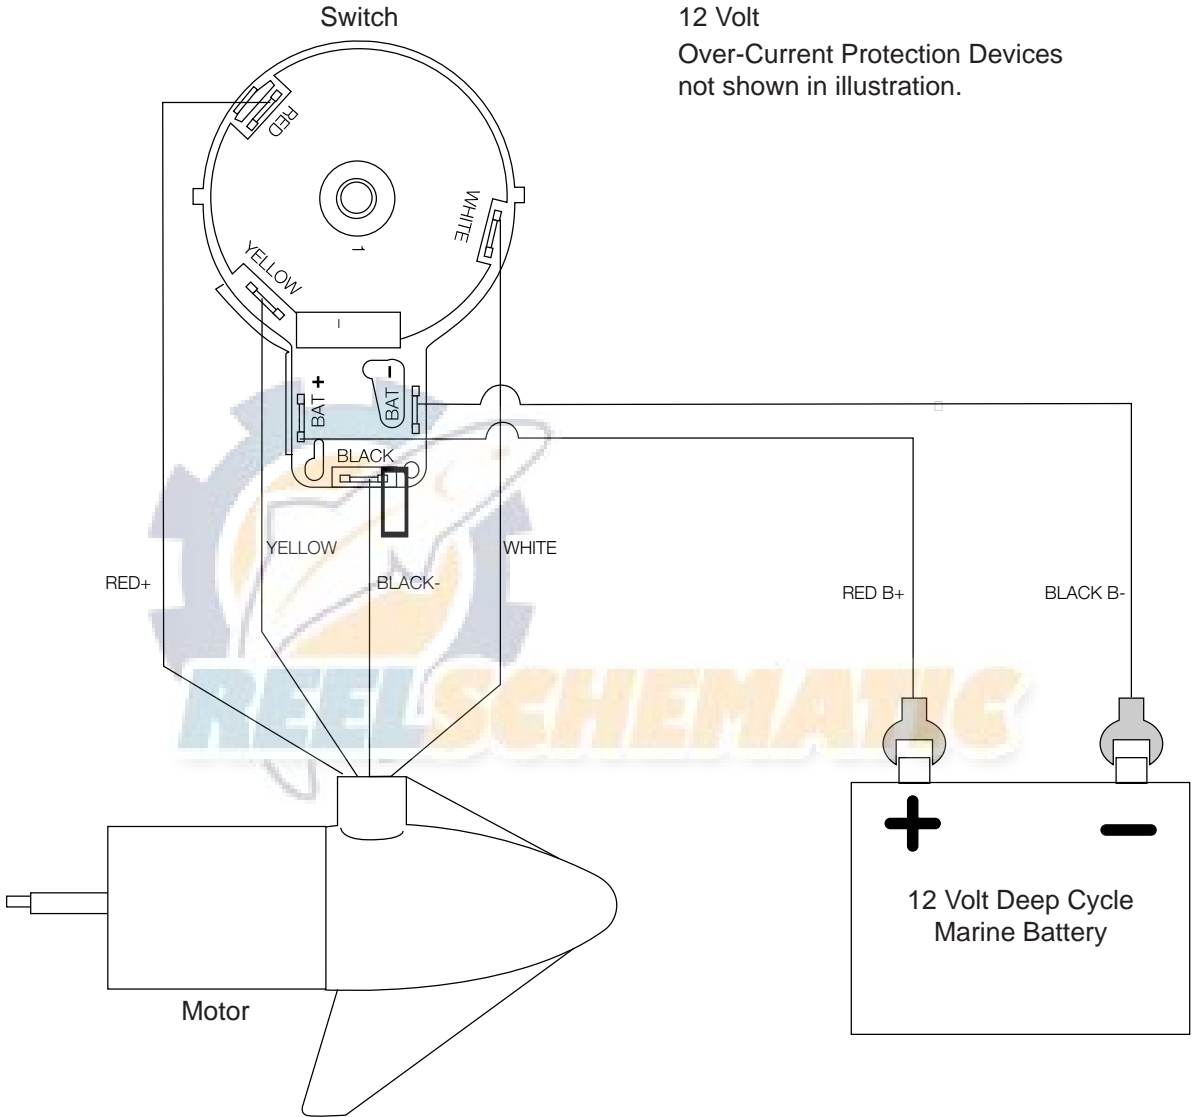 Switch
12 Volt
Over-Current Protection Devices
not shown in illustration.
RED
WHITE
YELLOW
1
BAT +
BAT -
BLACK
YELLOW
WHITE
RED+
BLACK-
RED B+
BLACK B-
REELSCHEMATIC
+
-
12 Volt Deep Cycle
Marine Battery
Motor